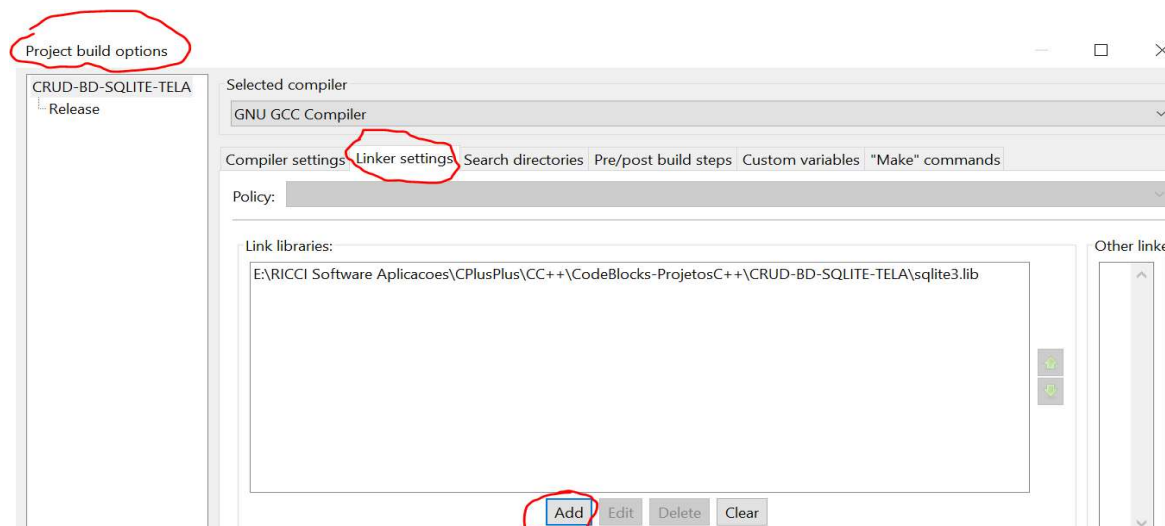 Project build options
CRUD-BD-SQLITE-TELA
Release
Selected compiler
GNU GCC Compiler
Compiler settings Linker settings Search directories Pre/post build steps Custom variables "Make" commands
Policy:
Link libraries:
Other linke
E:\RICCI Software Aplicacoes\CPlusPlus\CC++\CodeBlocks-ProjetosC++\CRUD-BD-SQLITE-TELA\sqlite3.lib
Add Edit Delete Clear